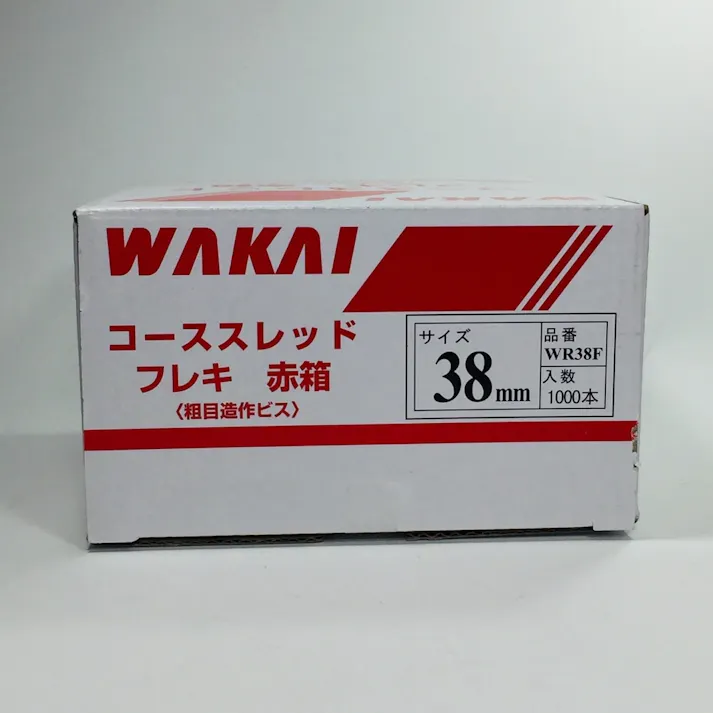 WAKAI
WAKAI
コーススレッド
フレキ 赤箱
〈粗目造作ビス〉
サイズ
38mm
品番
WR38F
入数
1000本